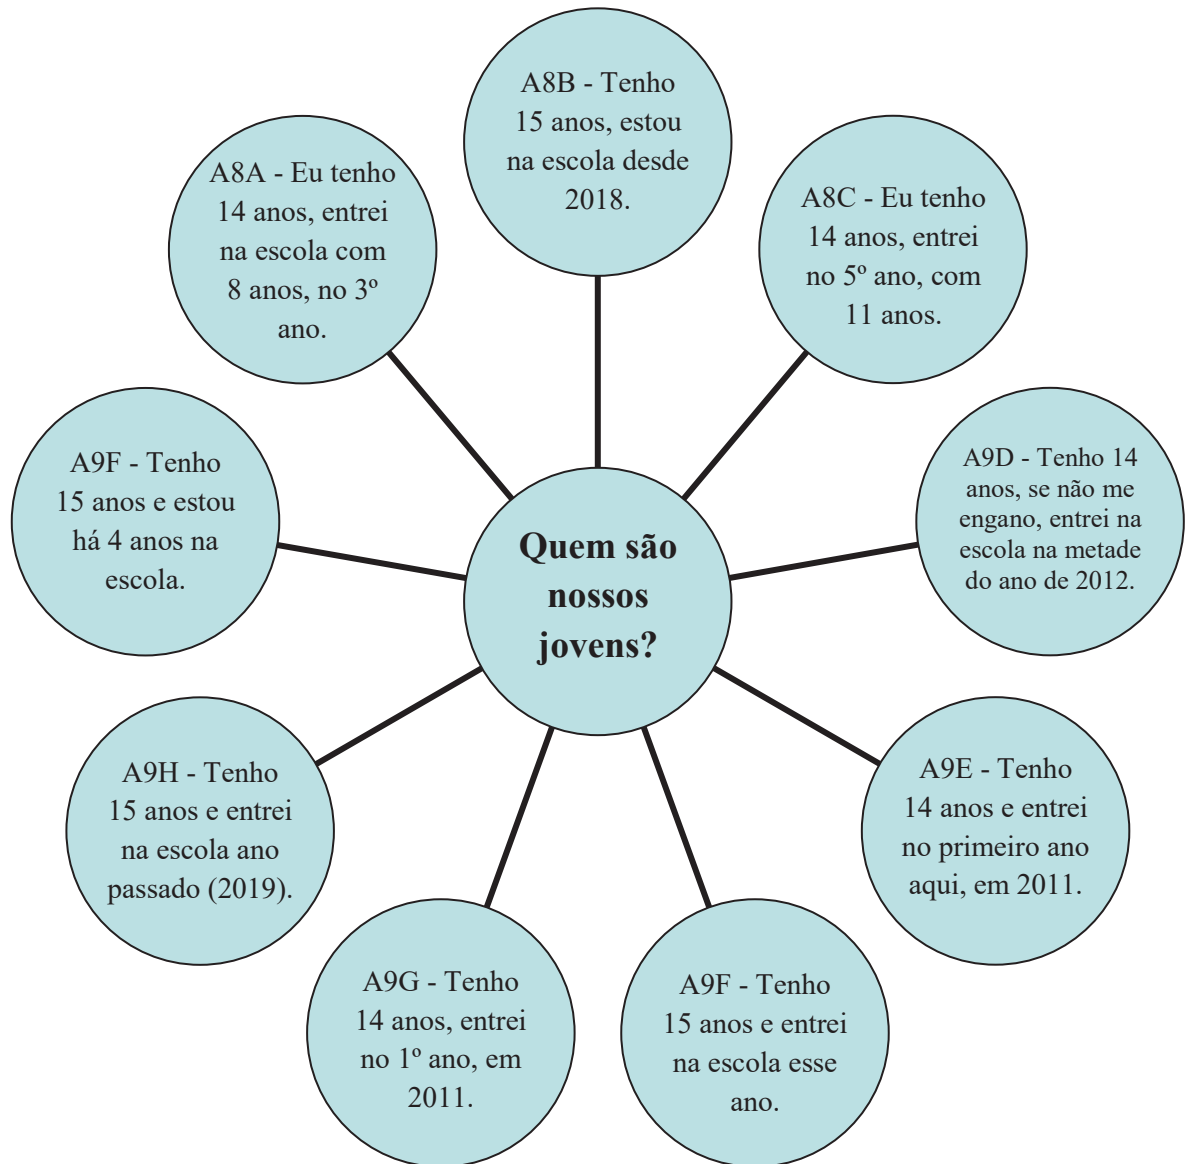 A8B - Tenho
15 anos, estou
na escola desde
2018.
A8A - Eu tenho
14 anos, entrei
na escola com
8 anos, no 3º
ano.
A8C - Eu tenho
14 anos, entrei
no 5º ano, com
11 anos.
A9F - Tenho
15 anos e estou
há 4 anos na
escola.
A9D - Tenho 14
anos, se não me
engano, entrei na
escola na metade
do ano de 2012.
Quem são
nossos
jovens?
A9H - Tenho
15 anos e entrei
na escola ano
passado (2019).
A9E - Tenho
14 anos e entrei
no primeiro ano
aqui, em 2011.
A9G - Tenho
14 anos, entrei
no 1º ano, em
2011.
A9F - Tenho
15 anos e entrei
na escola esse
ano.